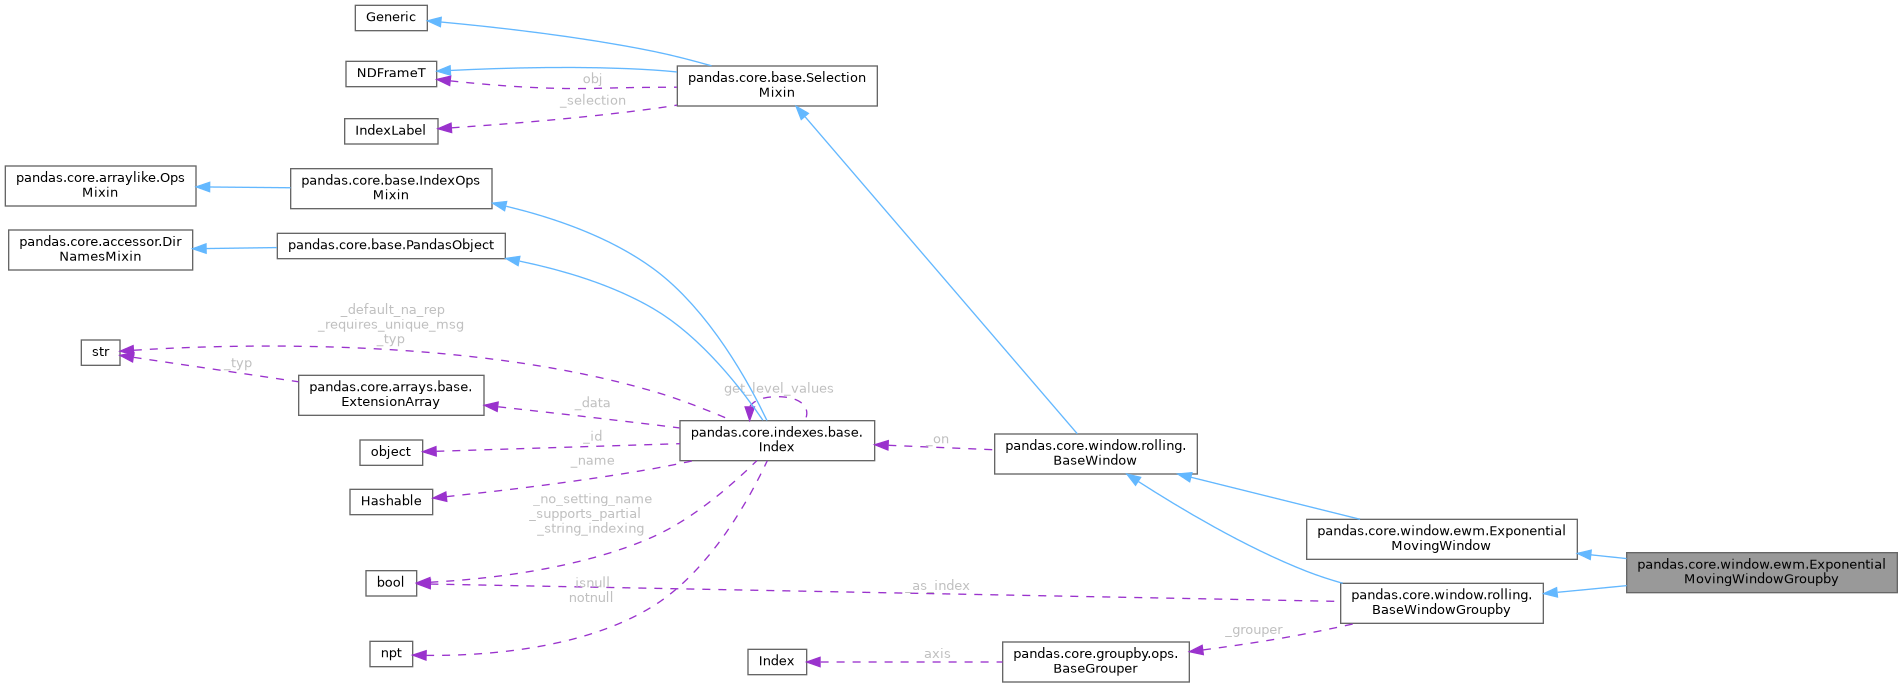 Generic
NDFrameT
obj
pandas.core.base.Selection
Mixin
_selection
IndexLabel
pandas.core.arraylike.Ops
Mixin
pandas.core.base.IndexOps
Mixin
pandas.core.accessor.Dir
NamesMixin
pandas.core.base.PandasObject
_default_na_rep
_requires_unique_msg
_typ
str
_typ
pandas.core.arrays.base.
ExtensionArray
get_level_values
_data
pandas.core.indexes.base.
Index
_on
pandas.core.window.rolling.
BaseWindow
object
_id
_name
Hashable
_no_setting_name
_supports_partial
_string_indexing
pandas.core.window.ewm.Exponential
MovingWindow
pandas.core.window.ewm.Exponential
MovingWindowGroupby
bool
isnull
notnull
_as_index
pandas.core.window.rolling.
BaseWindowGroupby
_grouper
npt
Index
axis
pandas.core.groupby.ops.
BaseGrouper